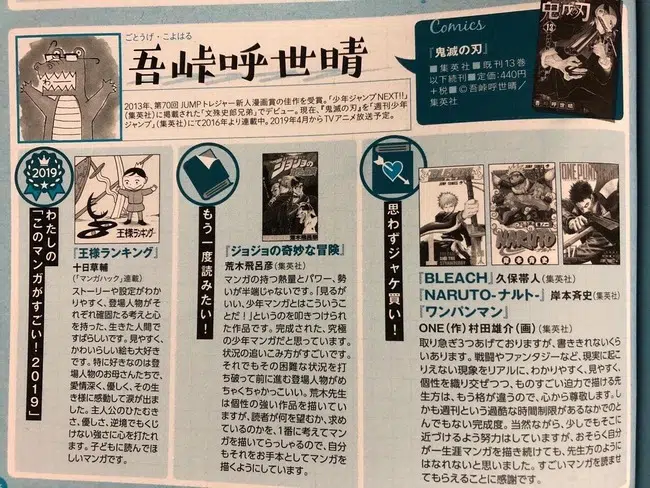 ごとうげ・こよはる
吾峠呼世晴
2013年、第70回 JUMPトレジャー新人漫画賞の佳作を受賞。「少年ジャンプNEXT!!」
(集英社)に掲載された「文殊史郎兄弟」でデビュー。現在、『鬼滅の刃』を「週刊少年
ジャンプ」(集英社)にて2016年より連載中。2019年4月からTVアニメ放送予定。
Comics
『鬼滅の刃』
■集英社■既刊13巻
以下続刊■定価:440円
+税■©吾峠呼世晴/
集英社
鬼滅の刃
2019
わたしの
「このマンガがすごい!2019」
王様ランキング
『王様ランキング』
十日草輔
(「マンガハック」連載)
ストーリーや設定がわか
りやすく、登場人物がそ
れぞれ確固たる考えと心
を持った、生きた人間で
すばらしいです。見やすく、
かわいらしい絵も大好き
です。特に好きなのは登
場人物のお母さんたちで、
愛情深く、優しく、その生
き様に感動して涙が出まし
た。主人公のひたむき
さ、優しさ、逆境でもくじ
けない強さに心を打たれ
ます。子どもに読んでほ
しいマンガです。
もう一度読みたい!
ジョジョの
『ジョジョの奇妙な冒険』
荒木飛呂彦(集英社)
マンガの持つ熱量とパワー、勢
いが半端じゃないです。「見るが
いい、少年マンガとはこういうこ
とだ!」というのを叩きつけられ
た作品です。完成された、究極
の少年マンガだと思っています。
状況の追いこみ方がすごいです。
それでもその困難な状況を打
ち破って前に進む登場人物がめ
ちゃくちゃかっこいい。荒木先生
は個性の強い作品を描いてい
ますが、読者が何を望むか、求め
ているのかを、1番に考えてマン
ガを描いてらっしゃるので、自分
もそれをお手本としてマンガを
描くようにしています。
思わずジャケ買い!
BLEACH
NARUTO
ONE PUNCH-MAN
『BLEACH』久保帯人(集英社)
『NARUTO-ナルト-』岸本斉史(集英社)
『ワンパンマン』
ONE(作)村田雄介(画)(集英社)
取り急ぎ3つあげておりますが、書ききれないくら
いあります。戦闘やファンタジーなど、現実に起こ
りえない現象をリアルに、わかりやすく、見やすく、
個性を織り交ぜつつ、ものすごい迫力で描ける先
生方は、もう格が違うので、心から尊敬します。し
かも週刊という過酷な時間制限があるなかでのと
んでもない完成度。当然ながら、少しでもそこに
近づけるよう努力はしていますが、おそらく自分
が一生涯マンガを描き続けても、先生方のように
はなれないと思いました。すごいマンガを読ませ
てもらえることに感謝です。